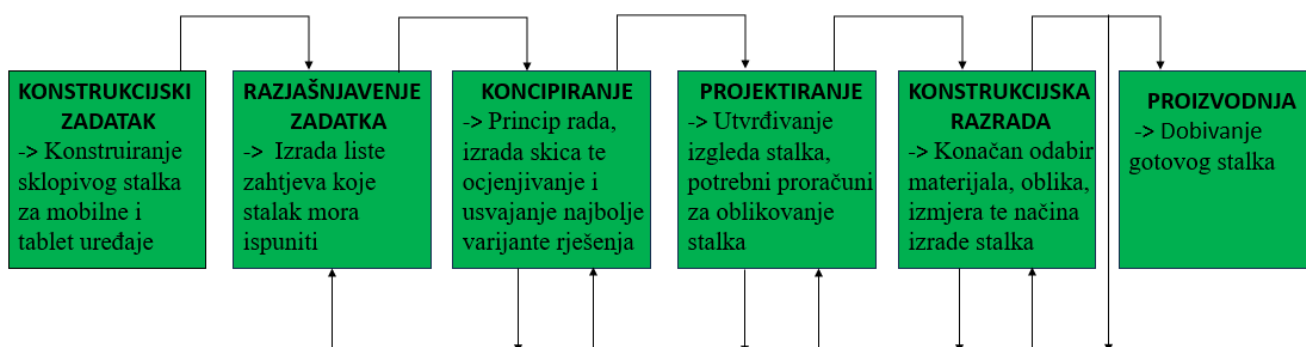 KONSTRUKCIJSKI
ZADATAK
-> Konstruiranje
sklopivog stalka
za mobilne i
tablet uređaje
RAZJAŠNJAVENJE
ZADATKA
-> Izrada liste
zahtjeva koje
stalak mora
ispuniti
KONCIPIRANJE
-> Princip rada,
izrada skica te
ocjenjivanje i
usvajanje najbolje
varijante rješenja
PROJEKTIRANJE
-> Utvrđivanje
izgleda stalka,
potrebni proračuni
za oblikovanje
stalka
KONSTRUKCIJSKA
RAZRADA
-> Konačan odabir
materijala, oblika,
izmjera te načina
izrade stalka
PROIZVODNJA
-> Dobivanje
gotovog stalka